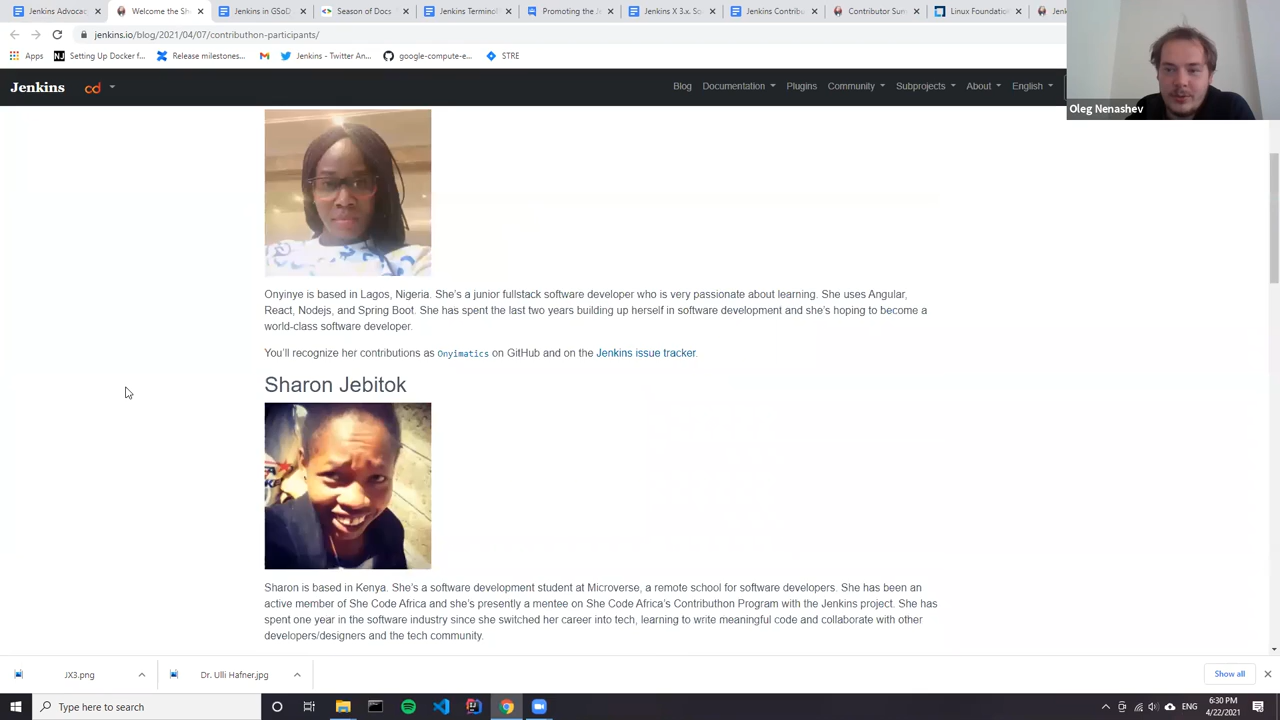 Jenkins Advoca
Welcome the Sh
Jenkins in GSoD
Season of Docs
Jenkins Termin
Promoting the J
Jenkins X 3.x. Sp
Jenkins Contribu
Contributor Sum
Linux Foundatio
Jenk
jenkins.io/blog/2021/04/07/contributhon-participants/
Apps
Setting Up Docker f...
Release milestones...
Jenkins - Twitter An...
google-compute-e...
STRE
Jenkins
cd
Blog
Documentation
Plugins
Community
Subprojects
About
English
Oleg Nenashev
Onyinye is based in Lagos, Nigeria. She's a junior fullstack software developer who is very passionate about learning. She uses Angular,
React, Nodejs, and Spring Boot. She has spent the last two years building up herself in software development and she's hoping to become a
world-class software developer.
You'll recognize her contributions as Onyimatics on GitHub and on the Jenkins issue tracker.
Sharon Jebitok
Sharon is based in Kenya. She's a software development student at Microverse, a remote school for software developers. She has been an
active member of She Code Africa and she's presently a mentee on She Code Africa's Contributhon Program with the Jenkins project. She has
spent one year in the software industry since she switched her career into tech, learning to write meaningful code and collaborate with other
developers/designers and the tech community.
JX3.png
Dr. Ulli Hafner.jpg
Show all
Type here to search
ENG
6:30 PM
4/22/2021